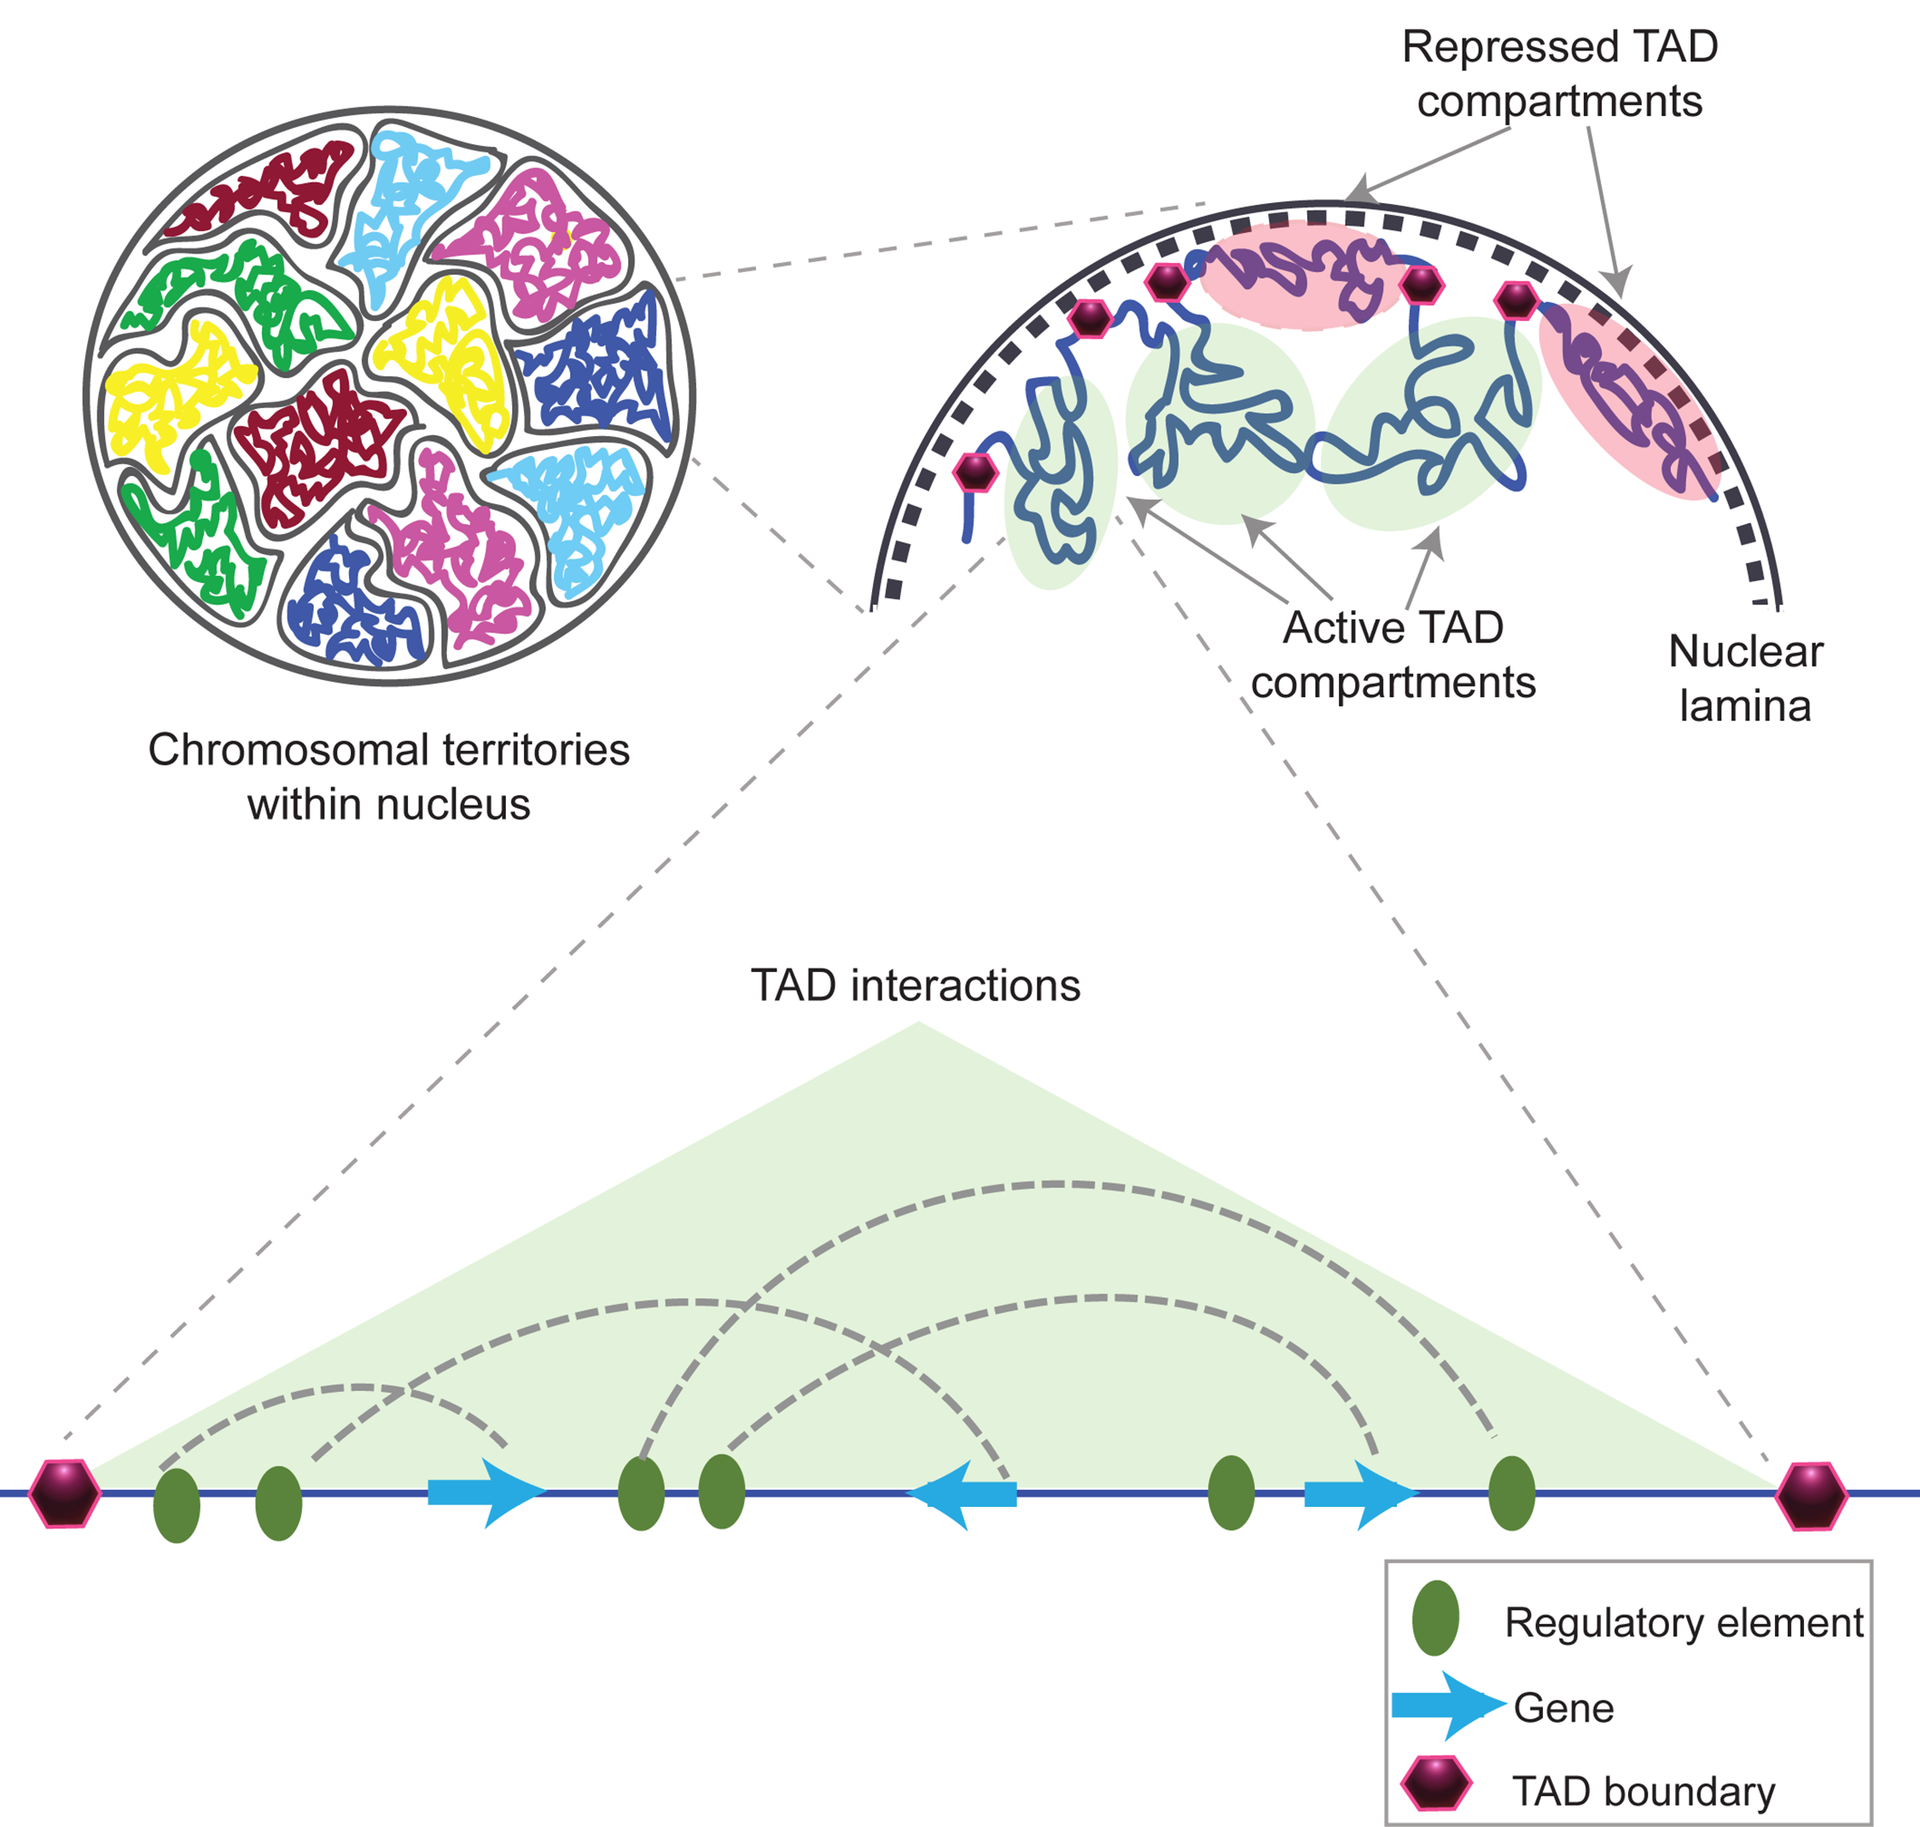 Repressed TAD
compartments
Active TAD
compartments
Nuclear
lamina
Chromosomal territories
within nucleus
TAD interactions
Regulatory element
Gene
TAD boundary